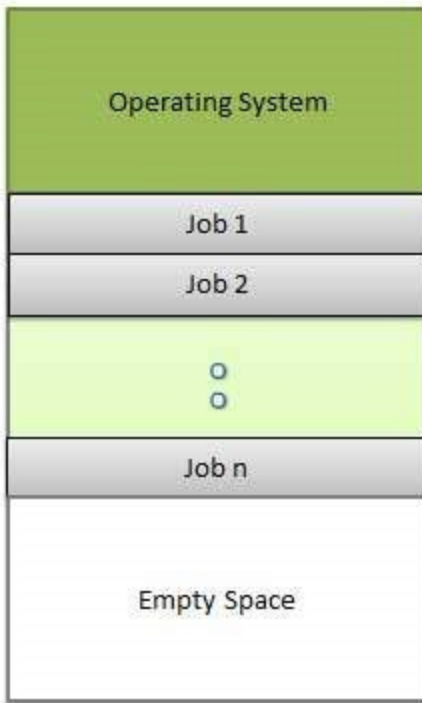 Operating System
Job 1
Job 2
o
o
Job n
Empty Space